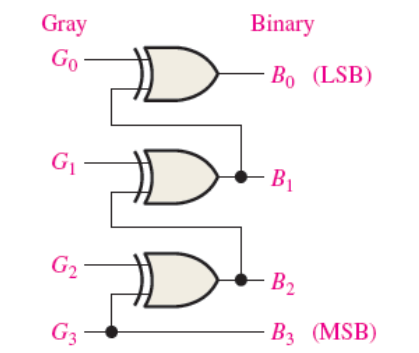 Gray Binary
G₀ B₀ (LSB)
G₁ B₁
G₂ B₂
G₃ B₃ (MSB)